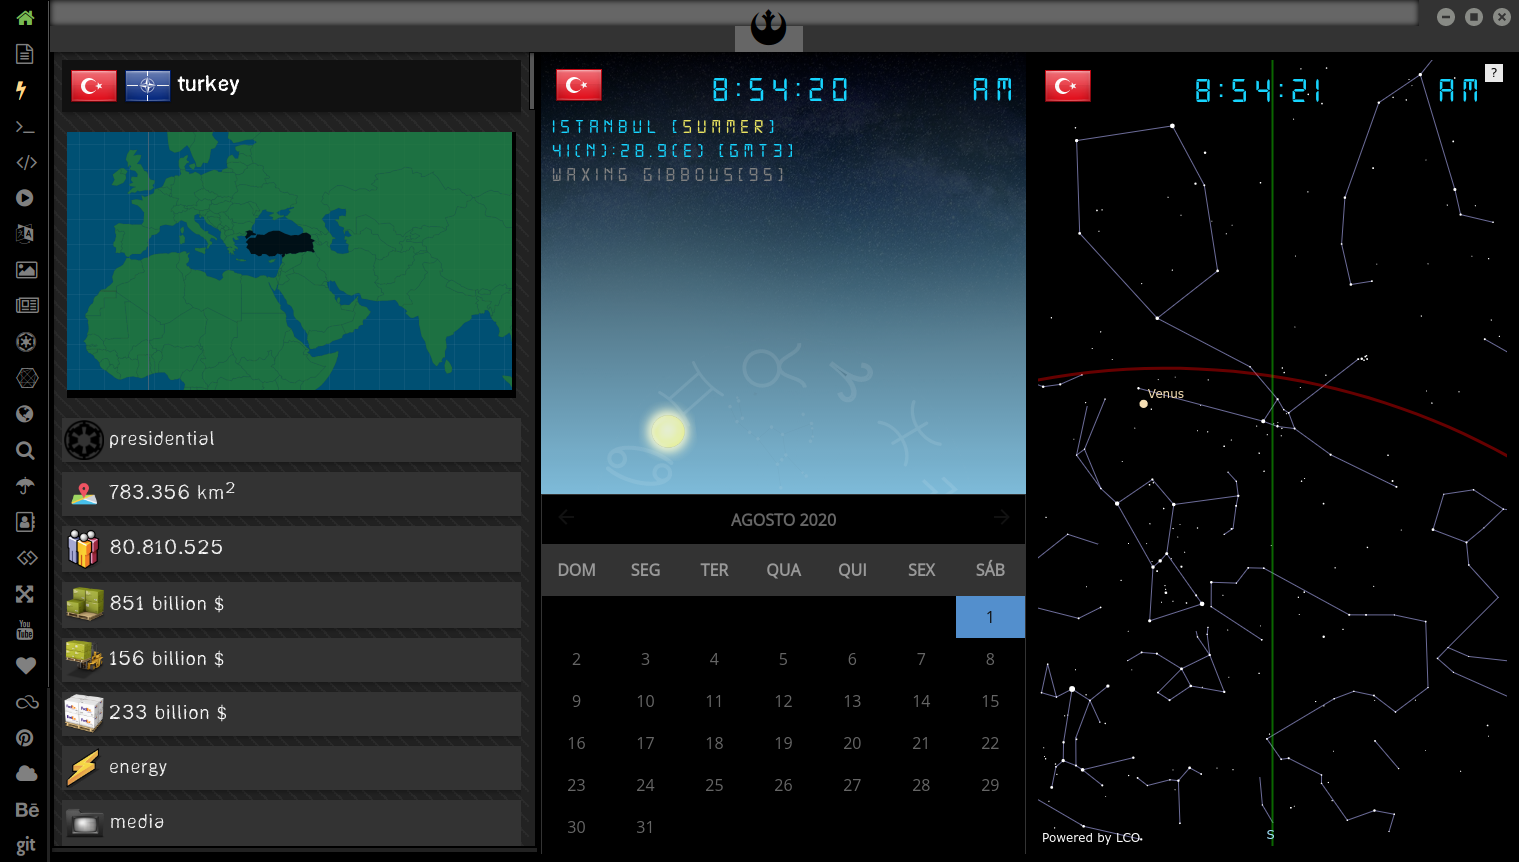 turkey
presidential
783.356 km²
80.810.525
851 billion $
156 billion $
233 billion $
energy
media
You
Tube
Bē
git
8:54:20 AM
ISTANBUL [SUMMER]
41(N):28.9(E) [GMT3]
WAXING GIBBOUS(95)
AGOSTO 2020
DOM SEG TER QUA QUI SEX SÁB
1
2 3 4 5 6 7 8
9 10 11 12 13 14 15
16 17 18 19 20 21 22
23 24 25 26 27 28 29
30 31
8:54:21 AM
?
Venus
S
Powered by LCO